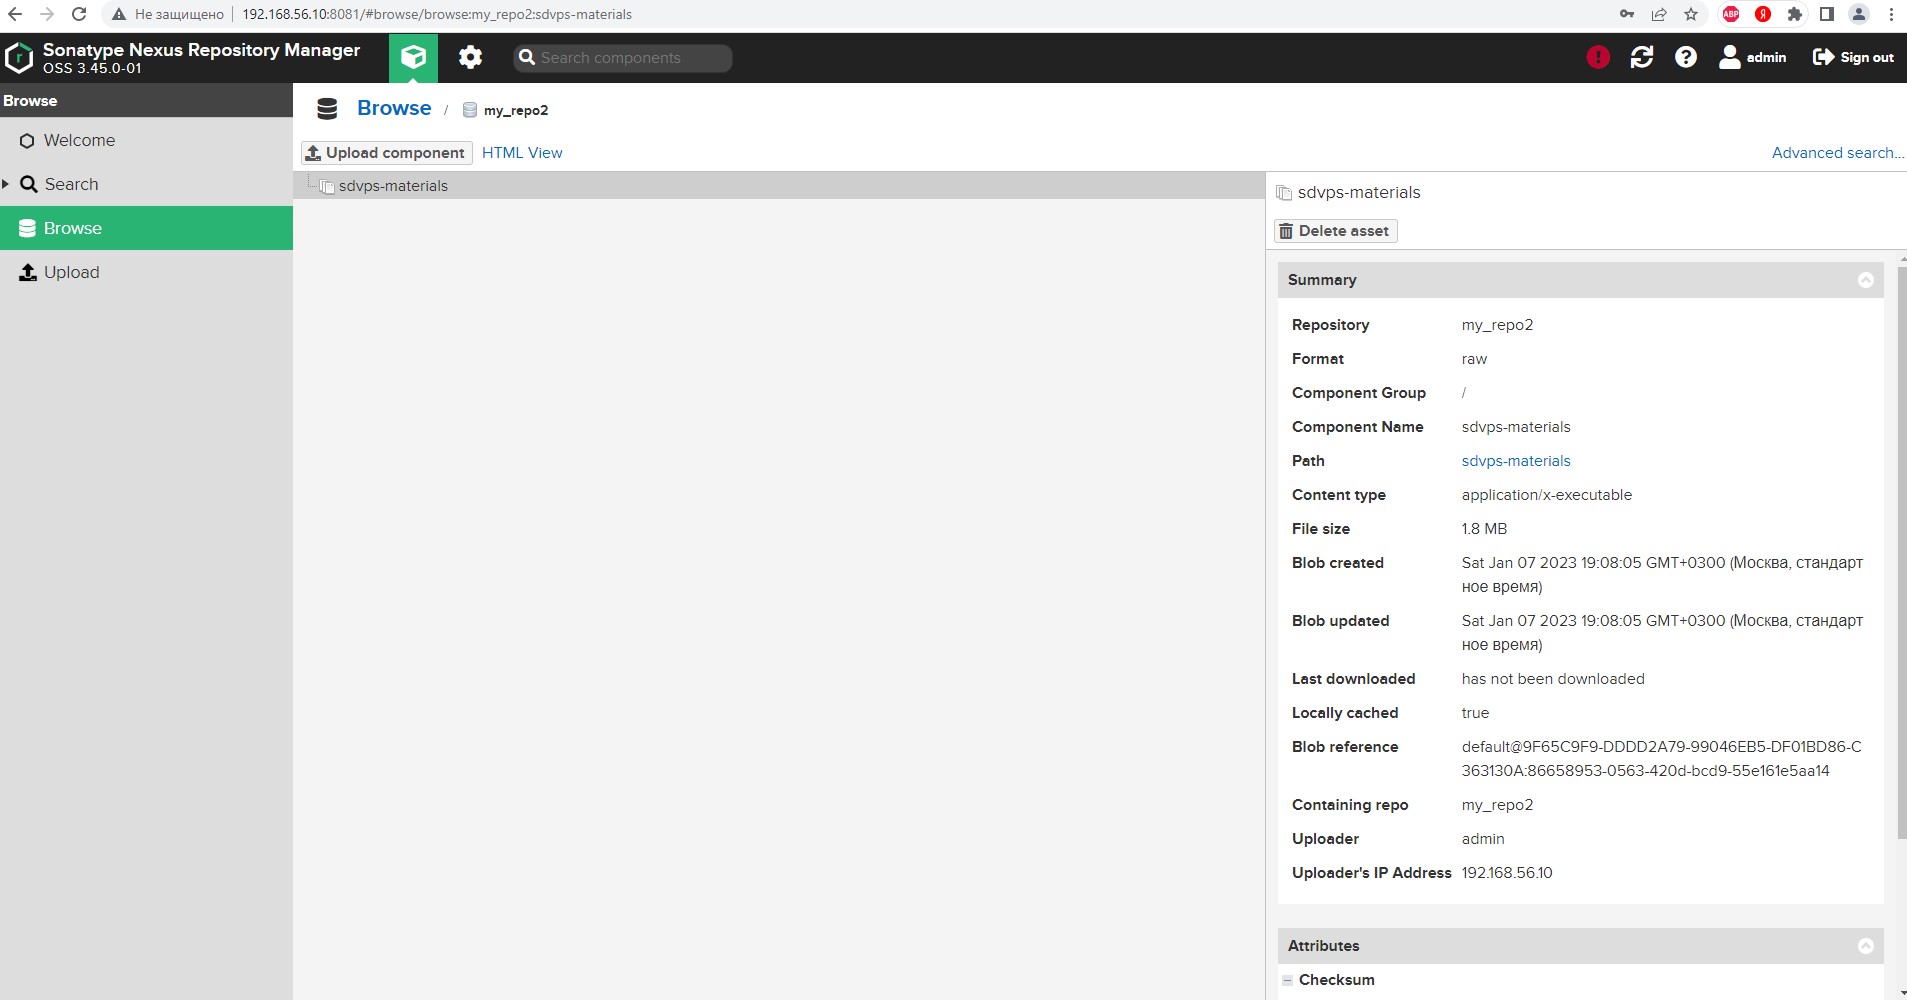 Не защищено
192.168.56.10:8081/#browse/browse:my_repo2:sdvps-materials
ABP
Я
Sonatype Nexus Repository Manager
OSS 3.45.0-01
Search components
admin
Sign out
Browse
Welcome
Search
Browse
Upload
Browse / my_repo2
Upload component HTML View
Advanced search...
sdvps-materials
sdvps-materials
Delete asset
Summary
Repository my_repo2
Format raw
Component Group /
Component Name sdvps-materials
Path sdvps-materials
Content type application/x-executable
File size 1.8 MB
Blob created Sat Jan 07 2023 19:08:05 GMT+0300 (Москва, стандарт
ное время)
Blob updated Sat Jan 07 2023 19:08:05 GMT+0300 (Москва, стандарт
ное время)
Last downloaded has not been downloaded
Locally cached true
Blob reference default@9F65C9F9-DDDD2A79-99046EB5-DF01BD86-C
363130A:86658953-0563-420d-bcd9-55e161e5aa14
Containing repo my_repo2
Uploader admin
Uploader's IP Address 192.168.56.10
Attributes
Checksum